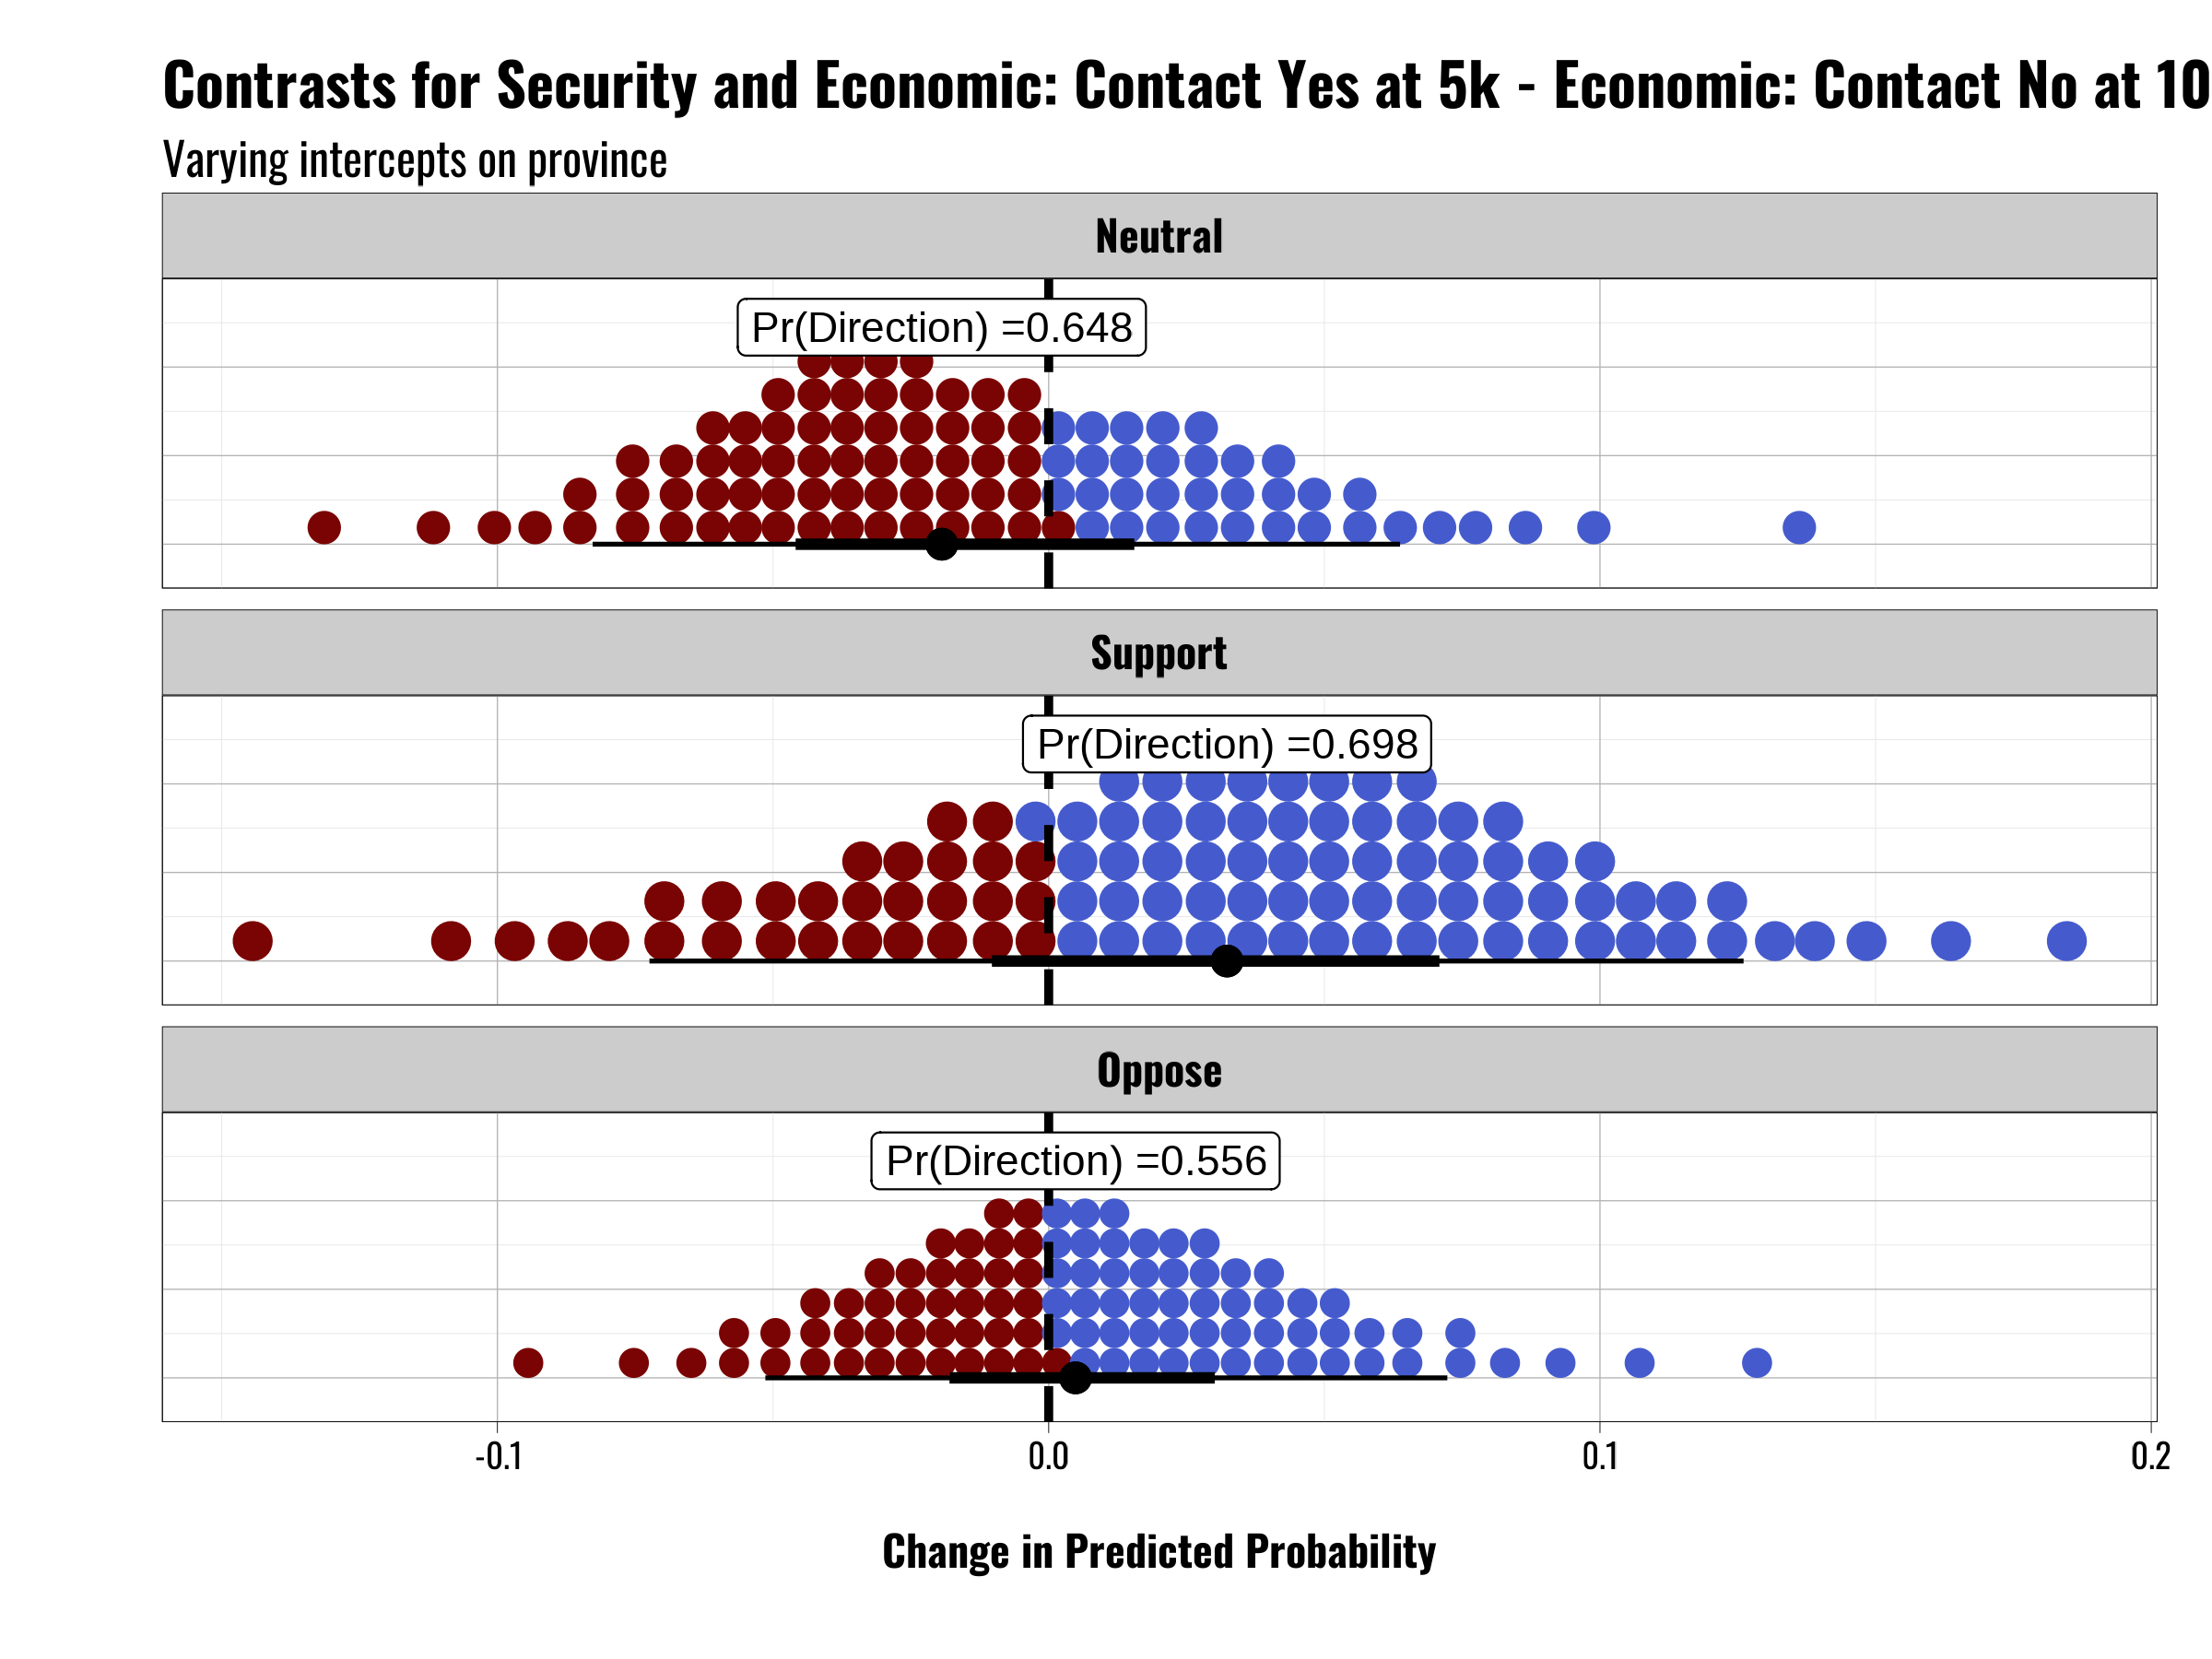 Contrasts for Security and Economic: Contact Yes at 5k - Economic: Contact No at 10
Varying intercepts on province
Neutral
Pr(Direction) =0.648
Support
Pr(Direction) =0.698
Oppose
Pr(Direction) =0.556
-0.1 0.0 0.1 0.2
Change in Predicted Probability